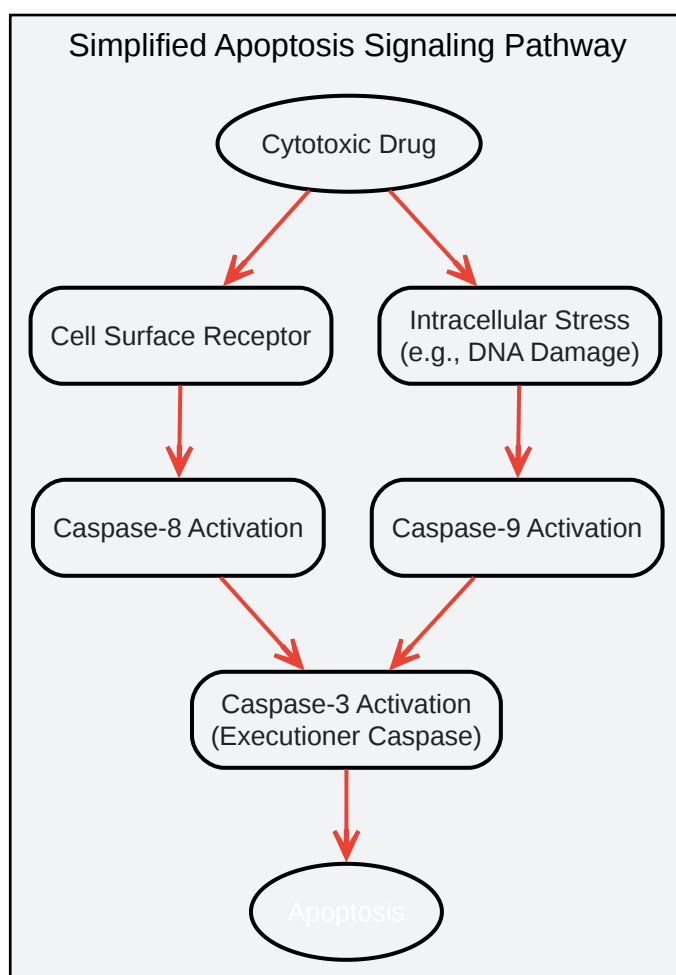 Simplified Apoptosis Signaling Pathway
Cytotoxic Drug
Cell Surface Receptor
Intracellular Stress
(e.g., DNA Damage)
Caspase-8 Activation
Caspase-9 Activation
Caspase-3 Activation
(Executioner Caspase)
Apoptosis